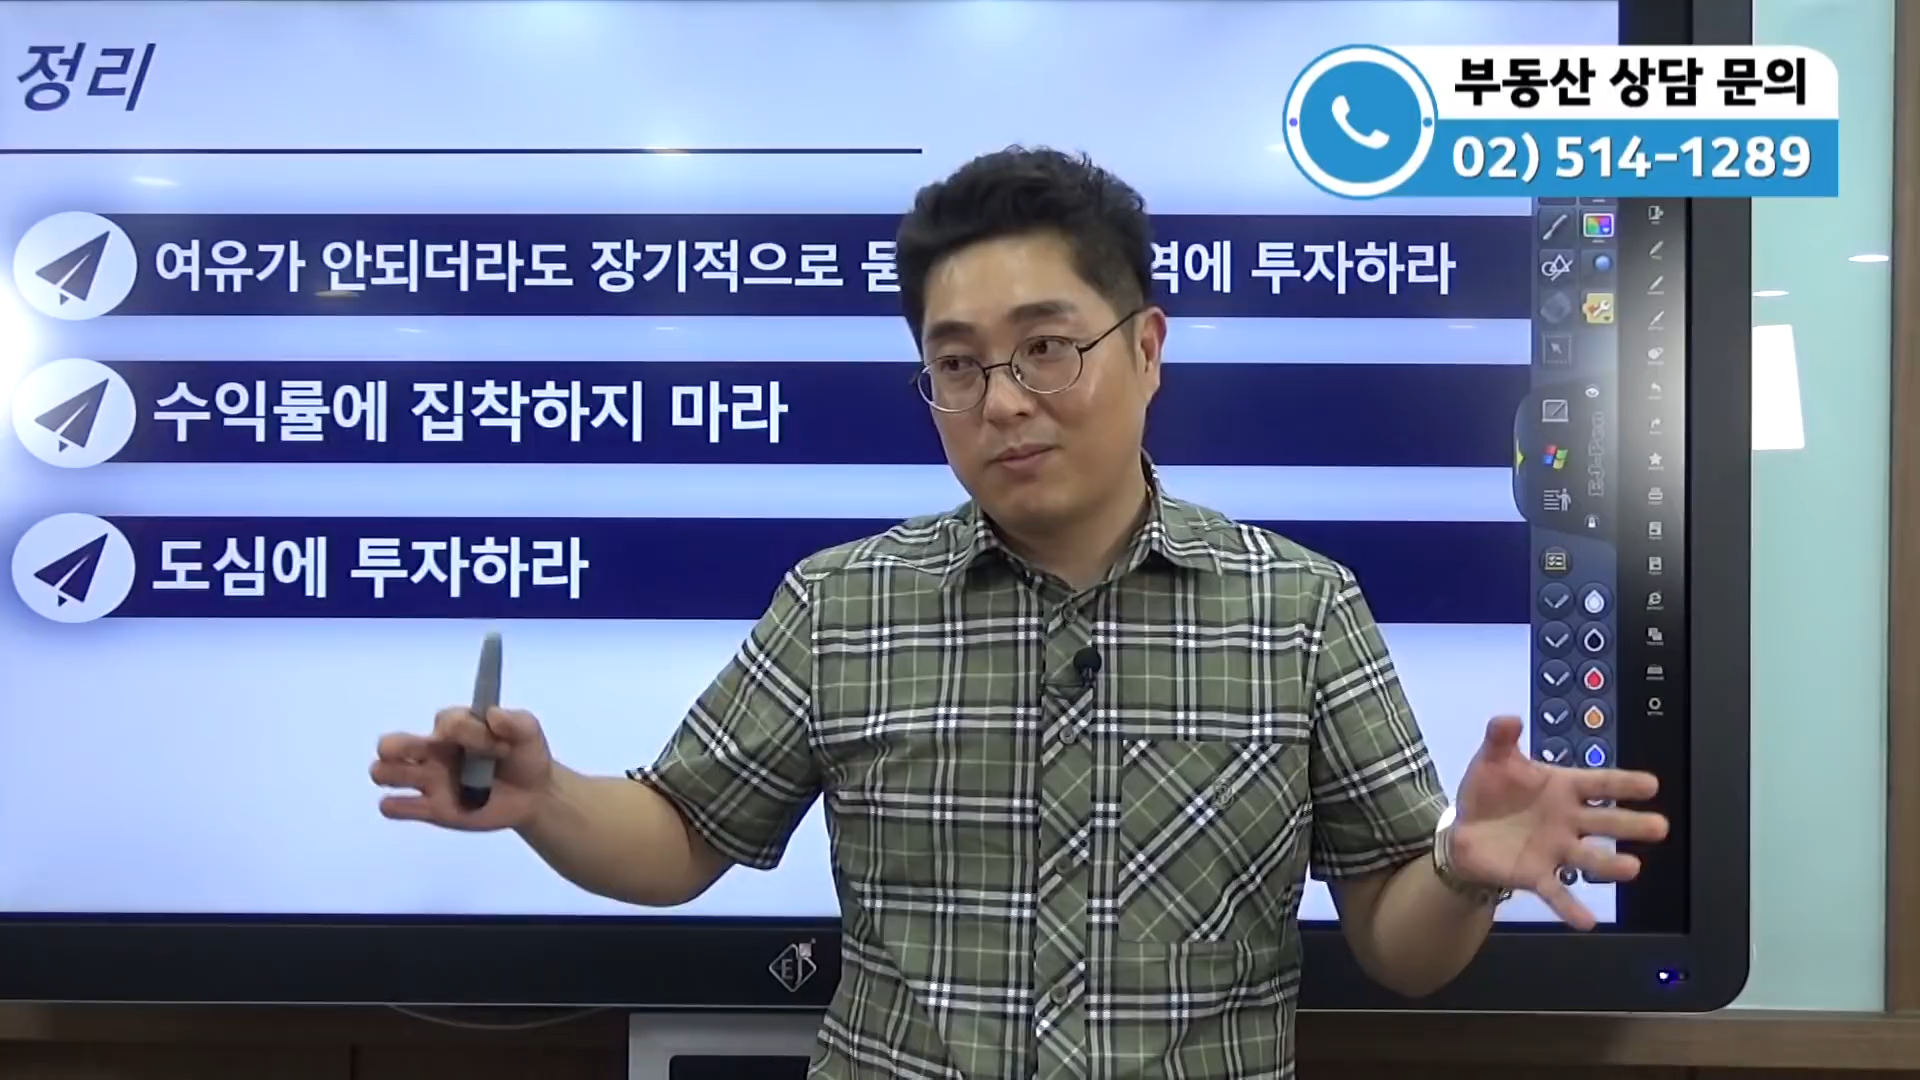 정리
부동산 상담 문의
02) 514-1289
여유가 안되더라도 장기적으로 역에 투자하라
수익률에 집착하지 마라
도심에 투자하라